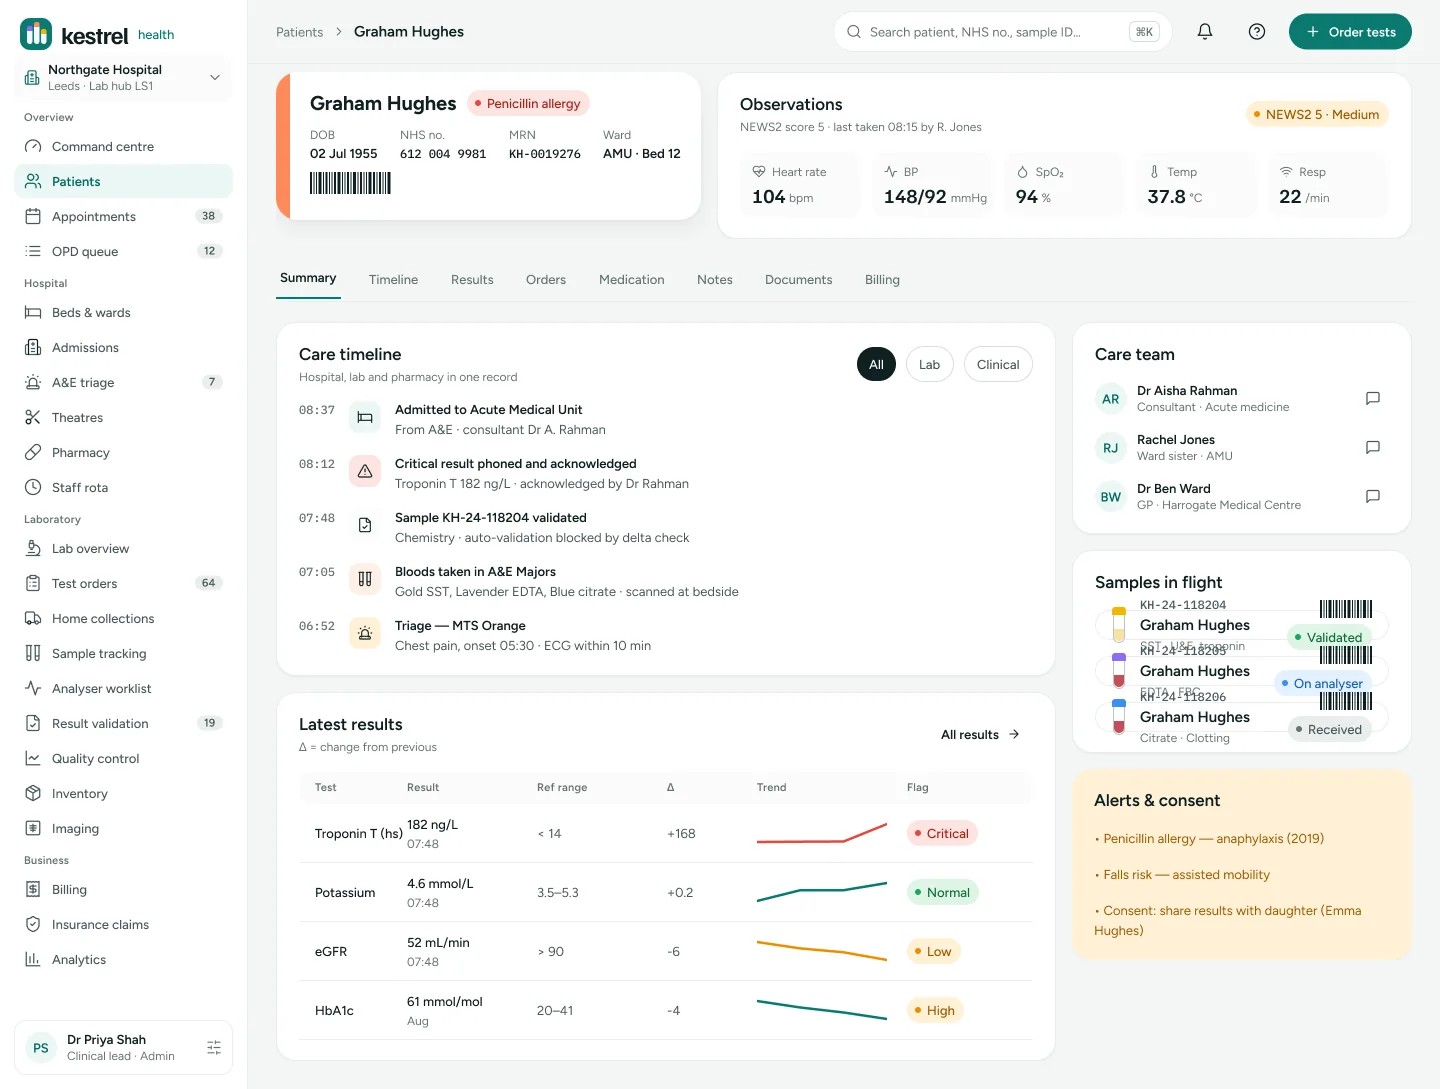 kestrel health
Northgate Hospital
Leeds · Lab hub LS1
Overview
Command centre
Patients
Appointments 38
OPD queue 12
Hospital
Beds & wards
Admissions
A&E triage 7
Theatres
Pharmacy
Staff rota
Laboratory
Lab overview
Test orders 64
Home collections
Sample tracking
Analyser worklist
Result validation 19
Quality control
Inventory
Imaging
Business
Billing
Insurance claims
Analytics
PS
Dr Priya Shah
Clinical lead · Admin
Patients > Graham Hughes
Search patient, NHS no., sample ID... ⌘K
+ Order tests
Graham Hughes • Penicillin allergy
DOB NHS no. MRN Ward
02 Jul 1955 612 004 9981 KH-0019276 AMU · Bed 12
Observations
NEWS2 score 5 · last taken 08:15 by R. Jones
• NEWS2 5 · Medium
Heart rate
104 bpm
BP
148/92 mmHg
SpO₂
94 %
Temp
37.8 °C
Resp
22 /min
Summary Timeline Results Orders Medication Notes Documents Billing
Care timeline
Hospital, lab and pharmacy in one record
All Lab Clinical
08:37 Admitted to Acute Medical Unit
From A&E · consultant Dr A. Rahman
08:12 Critical result phoned and acknowledged
Troponin T 182 ng/L · acknowledged by Dr Rahman
07:48 Sample KH-24-118204 validated
Chemistry · auto-validation blocked by delta check
07:05 Bloods taken in A&E Majors
Gold SST, Lavender EDTA, Blue citrate · scanned at bedside
06:52 Triage — MTS Orange
Chest pain, onset 05:30 · ECG within 10 min
Latest results
Δ = change from previous
All results →
Test Result Ref range Δ Trend Flag
Troponin T (hs) 182 ng/L < 14 +168 • Critical
07:48
Potassium 4.6 mmol/L 3.5–5.3 +0.2 • Normal
07:48
eGFR 52 mL/min > 90 -6 • Low
07:48
HbA1c 61 mmol/mol 20–41 -4 • High
Aug
Care team
AR Dr Aisha Rahman
Consultant · Acute medicine
RJ Rachel Jones
Ward sister · AMU
BW Dr Ben Ward
GP · Harrogate Medical Centre
Samples in flight
KH-24-118204
Graham Hughes
• Validated
SST · U&E, troponin
KH-24-118205
Graham Hughes
• On analyser
EDTA · FBC
KH-24-118206
Graham Hughes
• Received
Citrate · Clotting
Alerts & consent
• Penicillin allergy — anaphylaxis (2019)
• Falls risk — assisted mobility
• Consent: share results with daughter (Emma
Hughes)